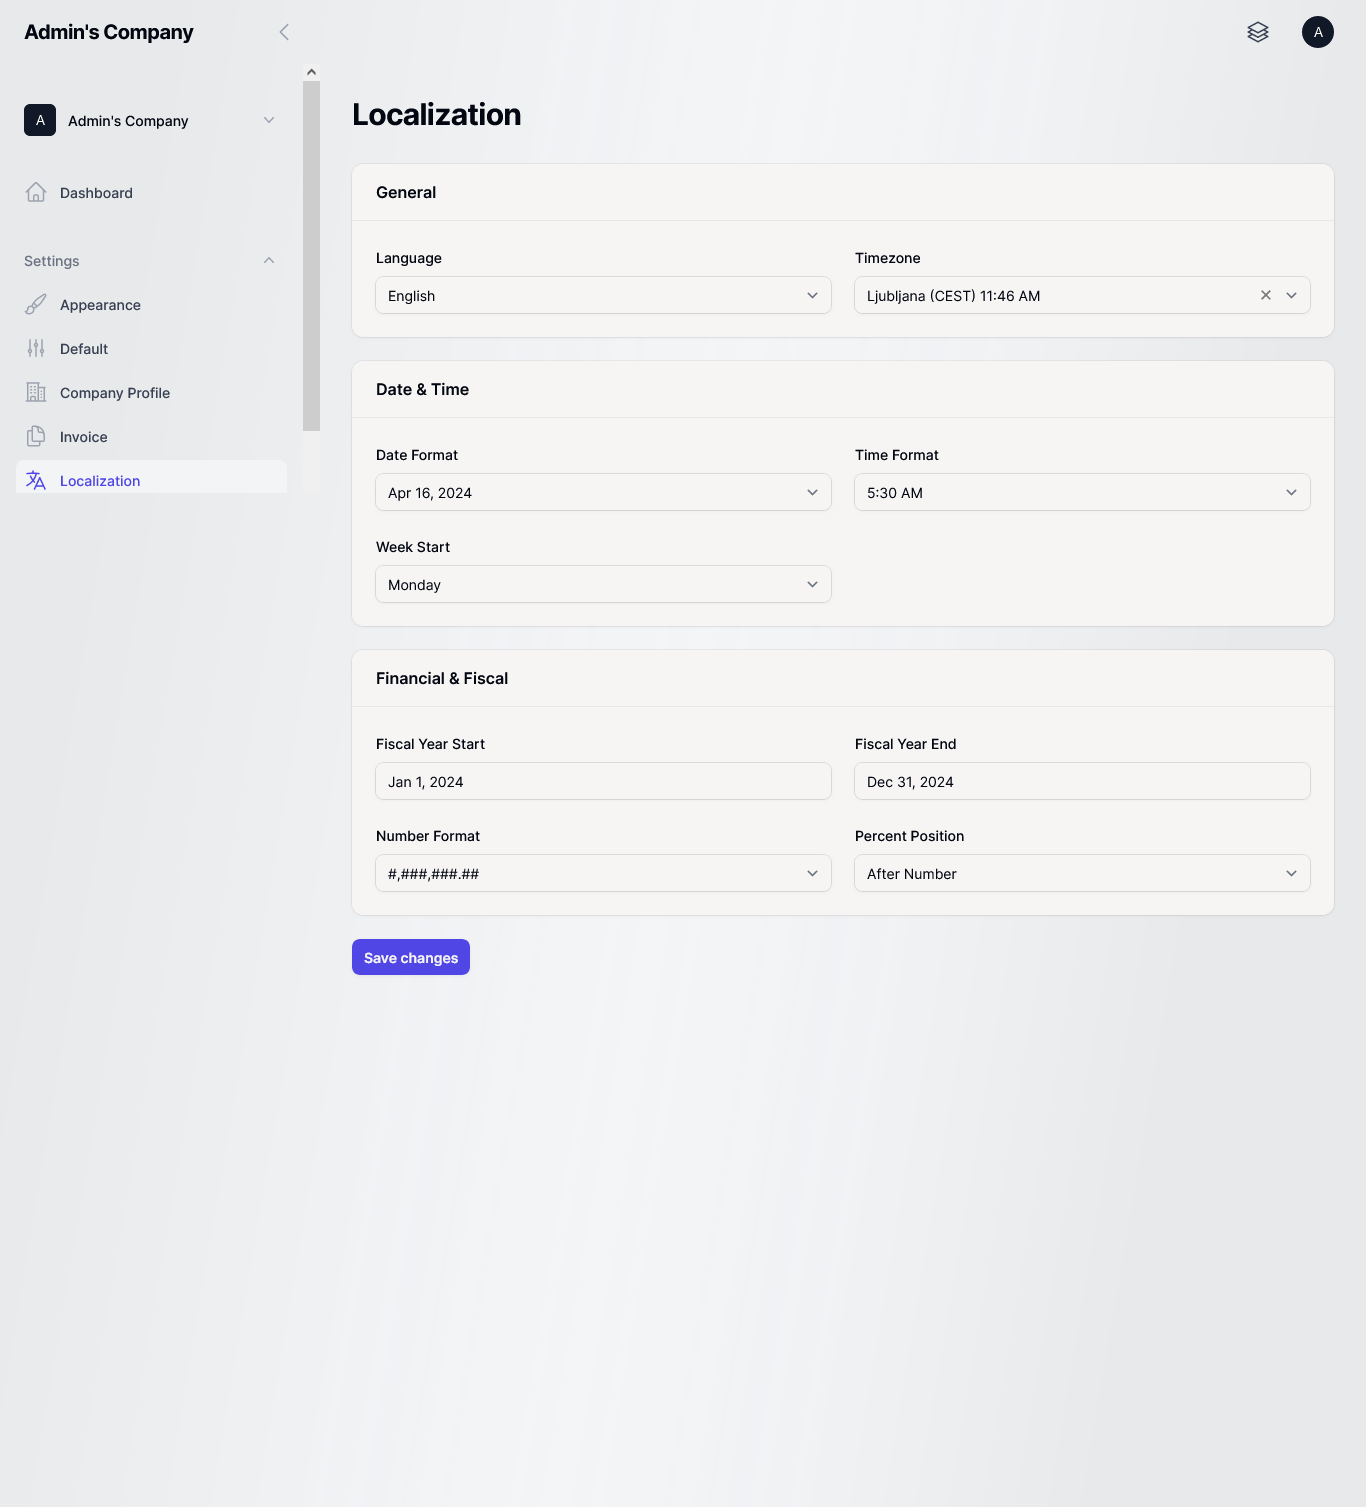 Admin's Company
A
A
Admin's Company
Dashboard
Settings
Appearance
Default
Company Profile
Invoice
Localization
Localization
General
Language
Timezone
English
Ljubljana (CEST) 11:46 AM
Date & Time
Date Format
Time Format
Apr 16, 2024
5:30 AM
Week Start
Monday
Financial & Fiscal
Fiscal Year Start
Fiscal Year End
Jan 1, 2024
Dec 31, 2024
Number Format
Percent Position
#,###,###.##
After Number
Save changes